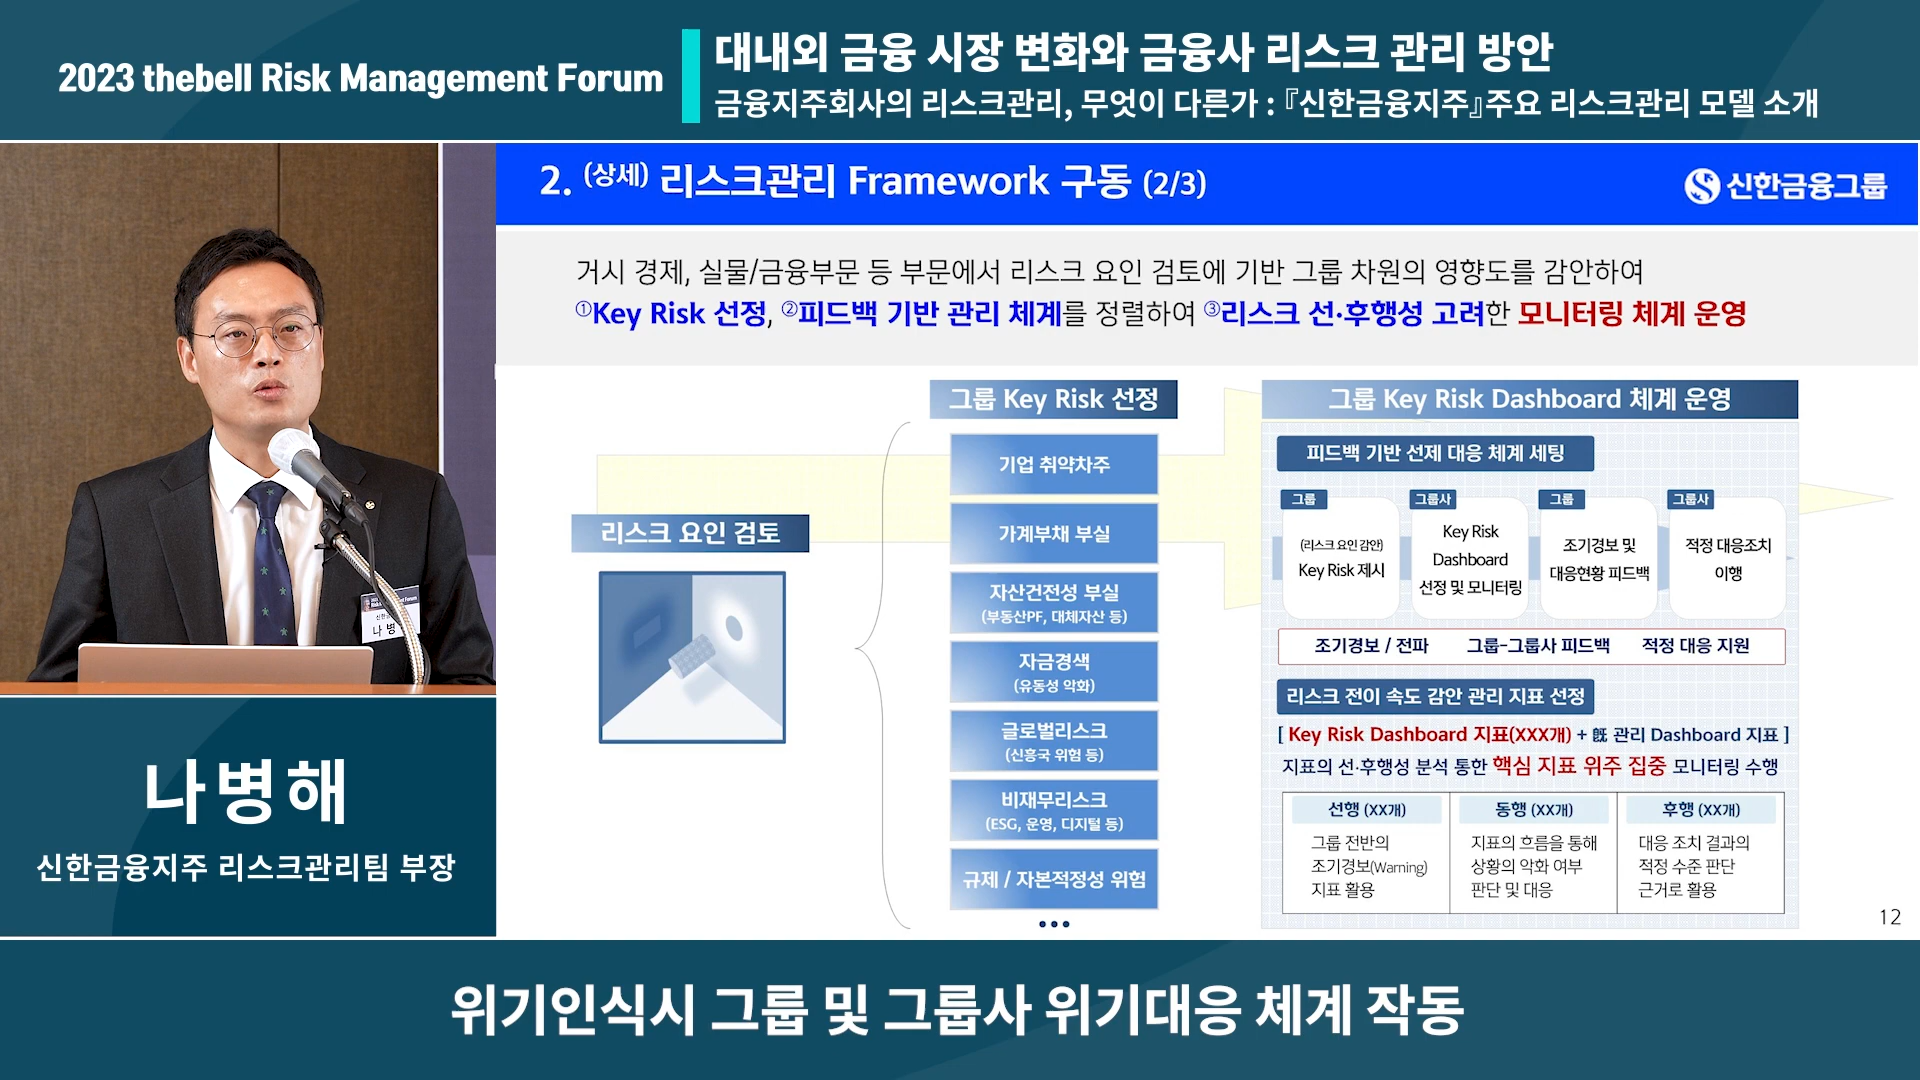 2023 thebell Risk Management Forum
대내외 금융 시장 변화와 금융사 리스크 관리 방안
금융지주회사의 리스크관리, 무엇이 다른가 : 『신한금융지주』주요 리스크관리 모델 소개
2. (상세) 리스크관리 Framework 구동 (2/3)
신한금융그룹
거시 경제, 실물/금융부문 등 부문에서 리스크 요인 검토에 기반 그룹 차원의 영향도를 감안하여
①Key Risk 선정, ②피드백 기반 관리 체계를 정렬하여 ③리스크 선·후행성 고려한 모니터링 체계 운영
리스크 요인 검토
그룹 Key Risk 선정
기업 취약차주
가계부채 부실
자산건전성 부실
(부동산PF, 대체자산 등)
자금경색
(유동성 악화)
글로벌리스크
(신흥국 위험 등)
비재무리스크
(ESG, 운영, 디지털 등)
규제 / 자본적정성 위험
•••
그룹 Key Risk Dashboard 체계 운영
피드백 기반 선제 대응 체계 세팅
그룹
(리스크 요인 감안)
Key Risk 제시
그룹사
Key Risk
Dashboard
선정 및 모니터링
그룹
조기경보 및
대응현황 피드백
그룹사
적정 대응조치
이행
조기경보 / 전파 그룹-그룹사 피드백 적정 대응 지원
리스크 전이 속도 감안 관리 지표 선정
[ Key Risk Dashboard 지표(XXX개) + 旣 관리 Dashboard 지표 ]
지표의 선·후행성 분석 통한 핵심 지표 위주 집중 모니터링 수행
선행 (XX개)
그룹 전반의
조기경보(Warning)
지표 활용
동행 (XX개)
지표의 흐름을 통해
상황의 악화 여부
판단 및 대응
후행 (XX개)
대응 조치 결과의
적정 수준 판단
근거로 활용
12
나 병
나병해
신한금융지주 리스크관리팀 부장
위기인식시 그룹 및 그룹사 위기대응 체계 작동